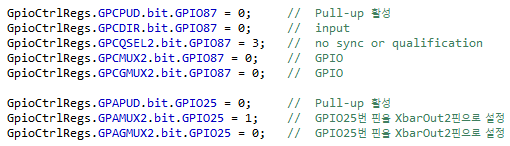 GpioCtrlRegs.GPCPUD.bit.GPIO87 = 0;    //  Pull-up 활성
GpioCtrlRegs.GPCDIR.bit.GPIO87 = 0;    //  input
GpioCtrlRegs.GPCQSEL2.bit.GPIO87 = 3;  //  no sync or qualification
GpioCtrlRegs.GPCMUX2.bit.GPIO87 = 0;   //  GPIO
GpioCtrlRegs.GPCGMUX2.bit.GPIO87 = 0;  //  GPIO
GpioCtrlRegs.GPAPUD.bit.GPIO25 = 0;    //  Pull-up 활성
GpioCtrlRegs.GPAMUX2.bit.GPIO25 = 1;   //  GPIO25번 핀을 XbarOut2핀으로 설정
GpioCtrlRegs.GPAGMUX2.bit.GPIO25 = 0;  //  GPIO25번 핀을 XbarOut2핀으로 설정